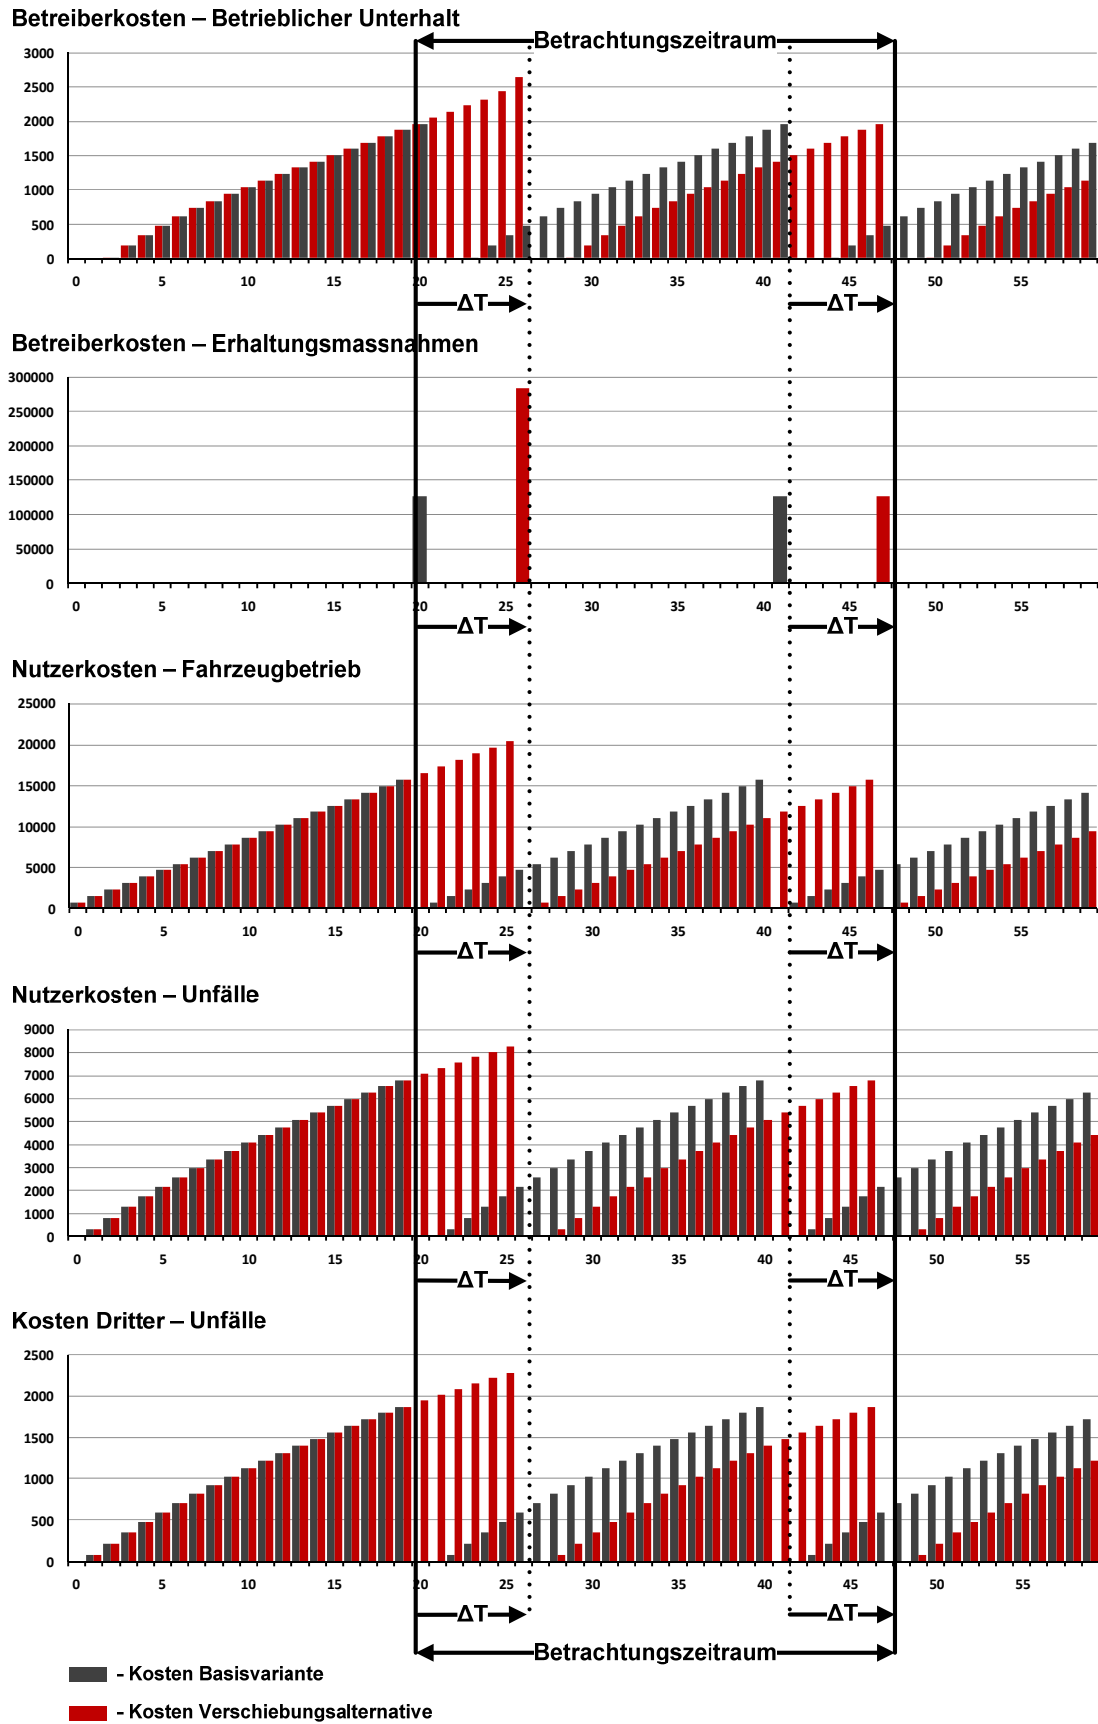 Betreiberkosten – Betrieblicher Unterhalt
Betrachtungszeitraum
3000
2500
2000
1500
1000
500
0
0 5 10 15 20 25 30 35 40 45 50 55
ΔT ΔT
Betreiberkosten – Erhaltungsmassnahmen
300000
250000
200000
150000
100000
50000
0
0 5 10 15 20 25 30 35 40 45 50 55
ΔT ΔT
Nutzerkosten – Fahrzeugbetrieb
25000
20000
15000
10000
5000
0
0 5 10 15 20 25 30 35 40 45 50 55
ΔT ΔT
Nutzerkosten – Unfälle
9000
8000
7000
6000
5000
4000
3000
2000
1000
0
0 5 10 15 20 25 30 35 40 45 50 55
ΔT ΔT
Kosten Dritter – Unfälle
2500
2000
1500
1000
500
0
0 5 10 15 20 25 30 35 40 45 50 55
ΔT ΔT
Betrachtungszeitraum
- Kosten Basisvariante
- Kosten Verschiebungsalternative